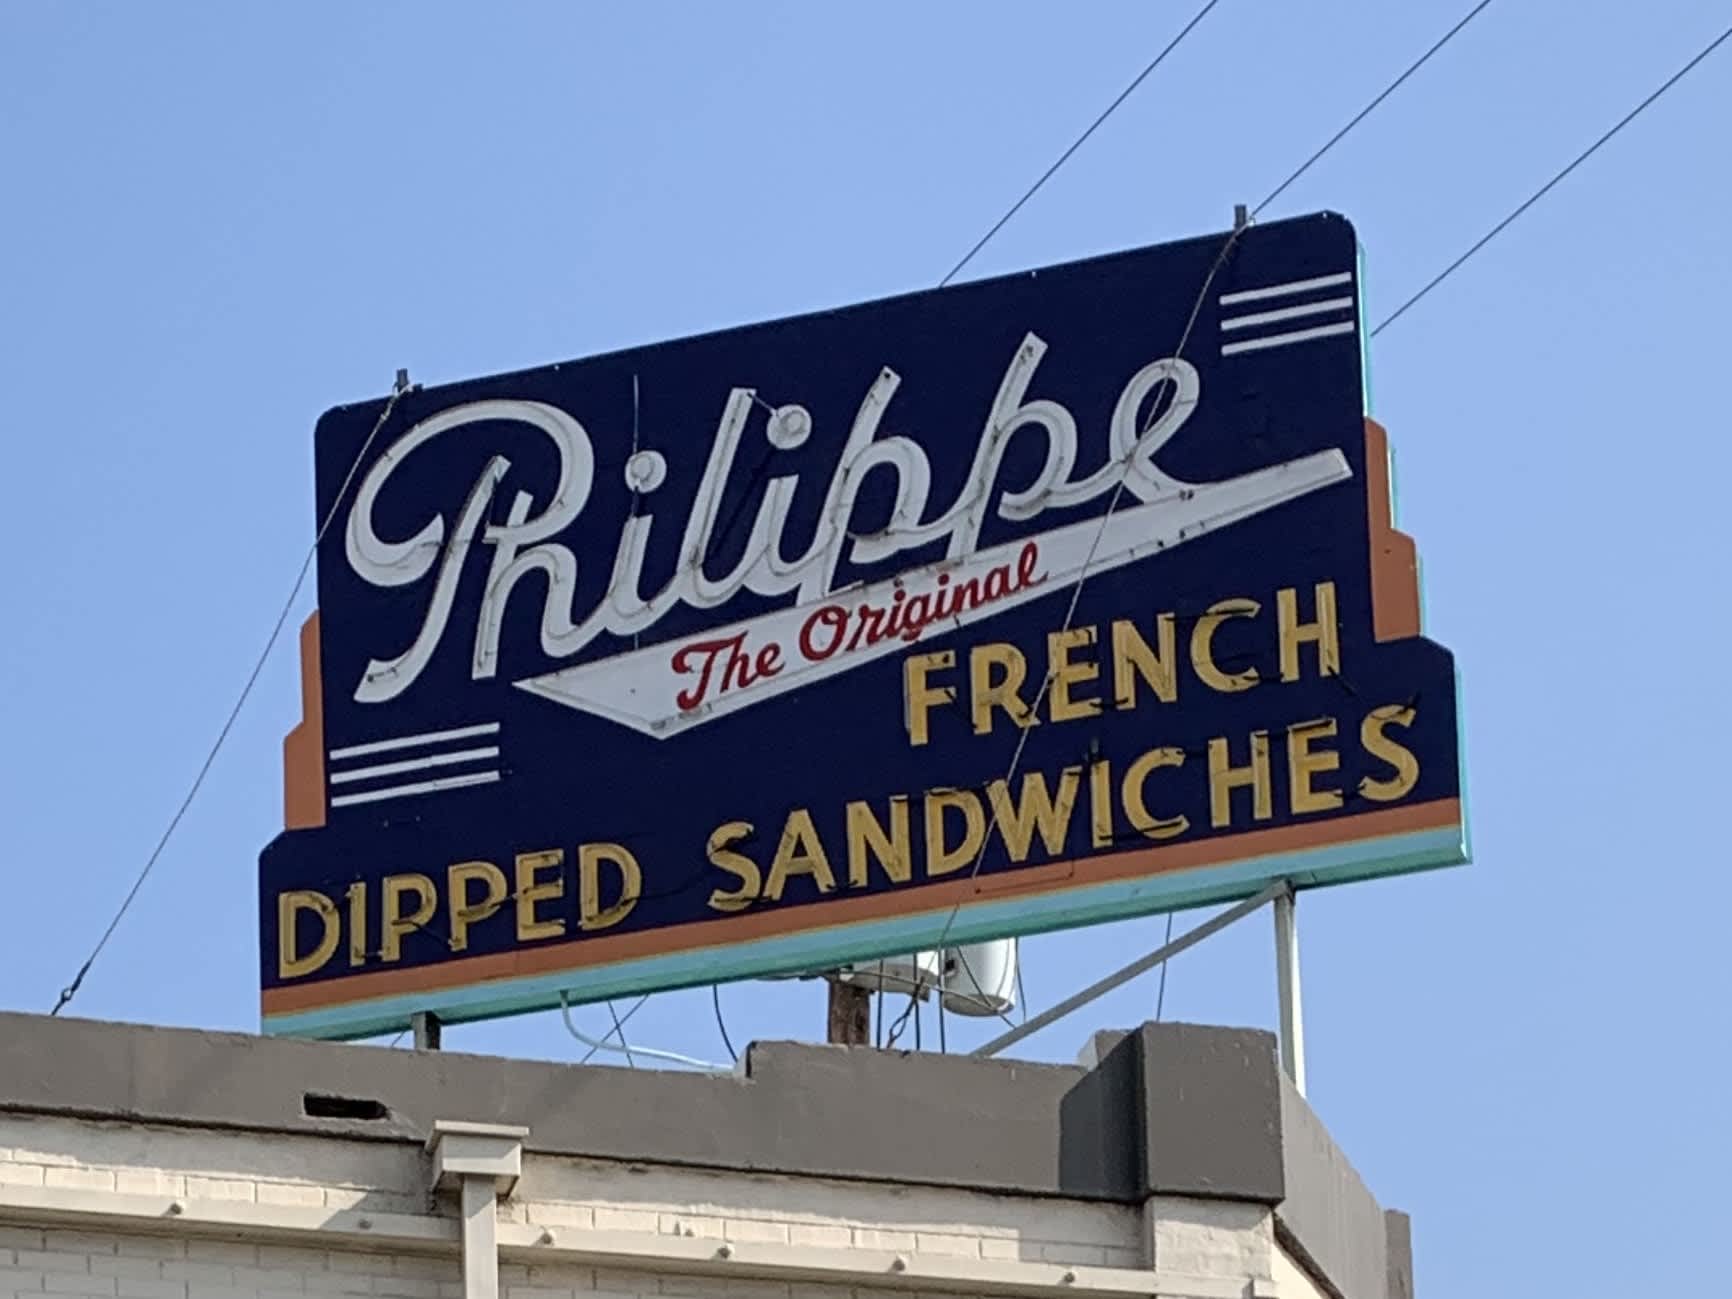 Philippe
The Original
FRENCH
DIPPED SANDWICHES